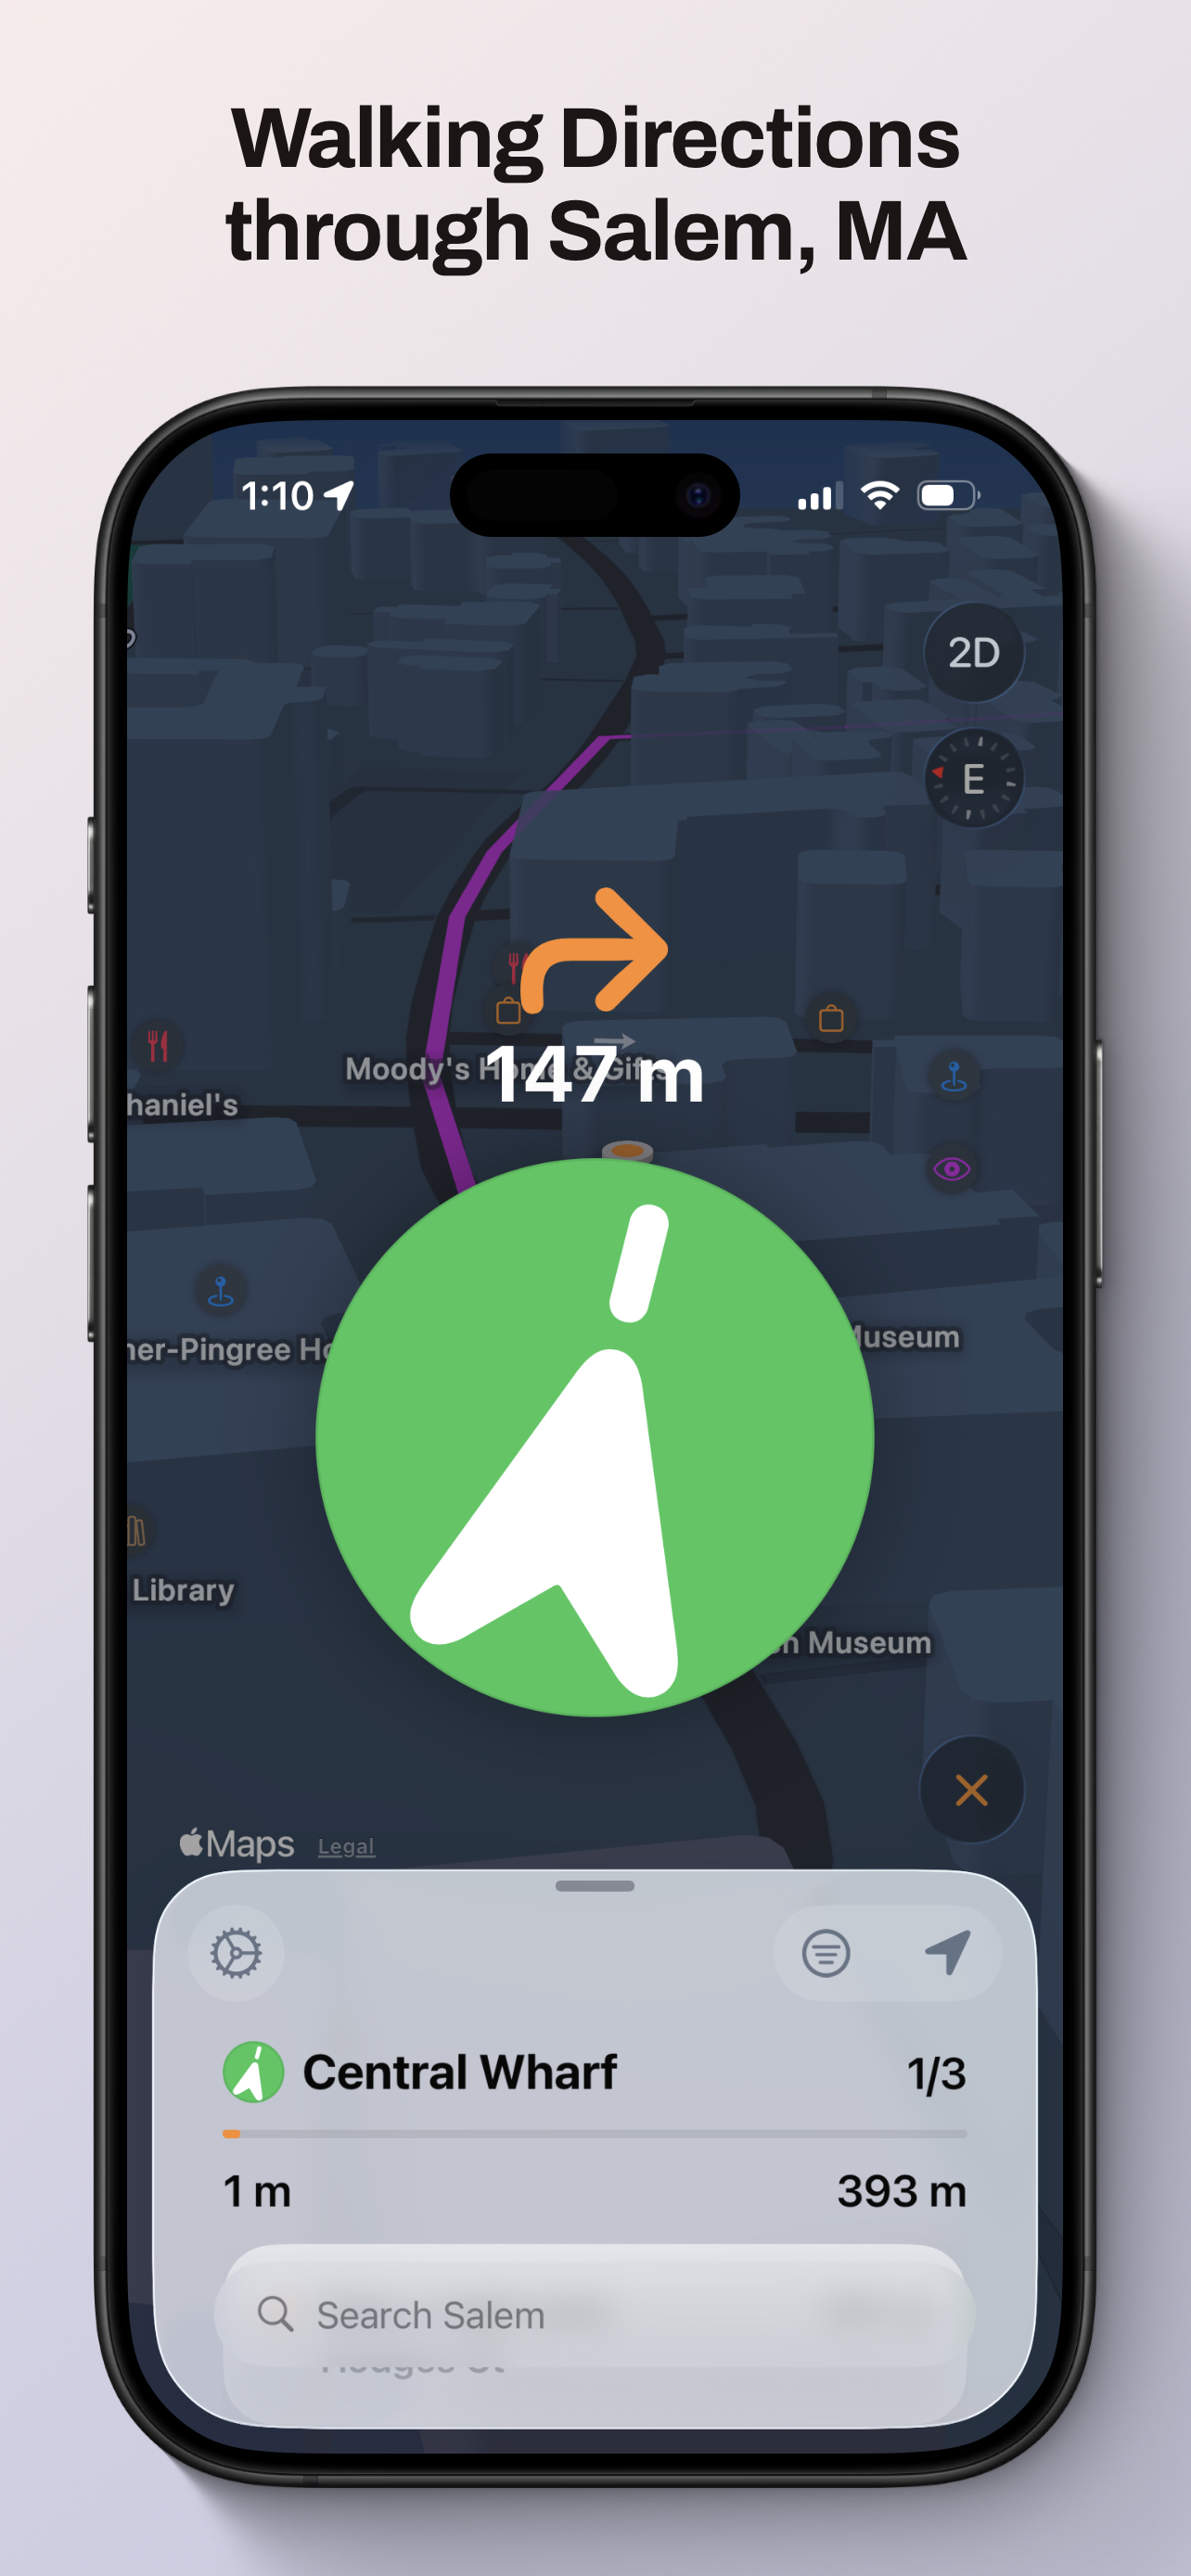 Walking Directions
through Salem, MA
1:10
2D
E
147 m
Moody's Home & Gifts
haniel's
ner-Pingree Ho
Museum
Library
n Museum
Maps Legal
Central Wharf 1/3
1 m 393 m
Search Salem